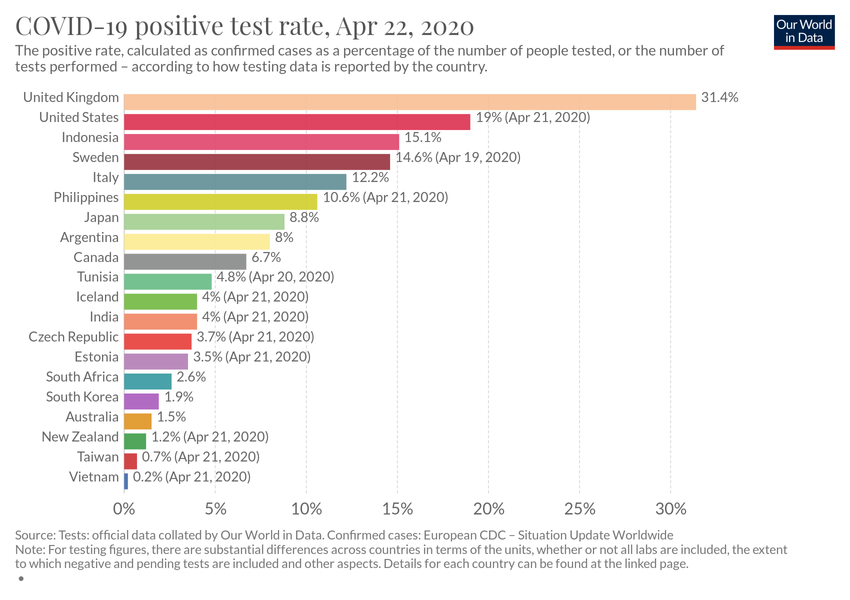 COVID-19 positive test rate, Apr 22, 2020
Our World
in Data
The positive rate, calculated as confirmed cases as a percentage of the number of people tested, or the number of
tests performed – according to how testing data is reported by the country.
United Kingdom 31.4%
United States 19% (Apr 21, 2020)
Indonesia 15.1%
Sweden 14.6% (Apr 19, 2020)
Italy 12.2%
Philippines 10.6% (Apr 21, 2020)
Japan 8.8%
Argentina 8%
Canada 6.7%
Tunisia 4.8% (Apr 20, 2020)
Iceland 4% (Apr 21, 2020)
India 4% (Apr 21, 2020)
Czech Republic 3.7% (Apr 21, 2020)
Estonia 3.5% (Apr 21, 2020)
South Africa 2.6%
South Korea 1.9%
Australia 1.5%
New Zealand 1.2% (Apr 21, 2020)
Taiwan 0.7% (Apr 21, 2020)
Vietnam 0.2% (Apr 21, 2020)
0% 5% 10% 15% 20% 25% 30%
Source: Tests: official data collated by Our World in Data. Confirmed cases: European CDC – Situation Update Worldwide
Note: For testing figures, there are substantial differences across countries in terms of the units, whether or not all labs are included, the extent
to which negative and pending tests are included and other aspects. Details for each country can be found at the linked page.
•